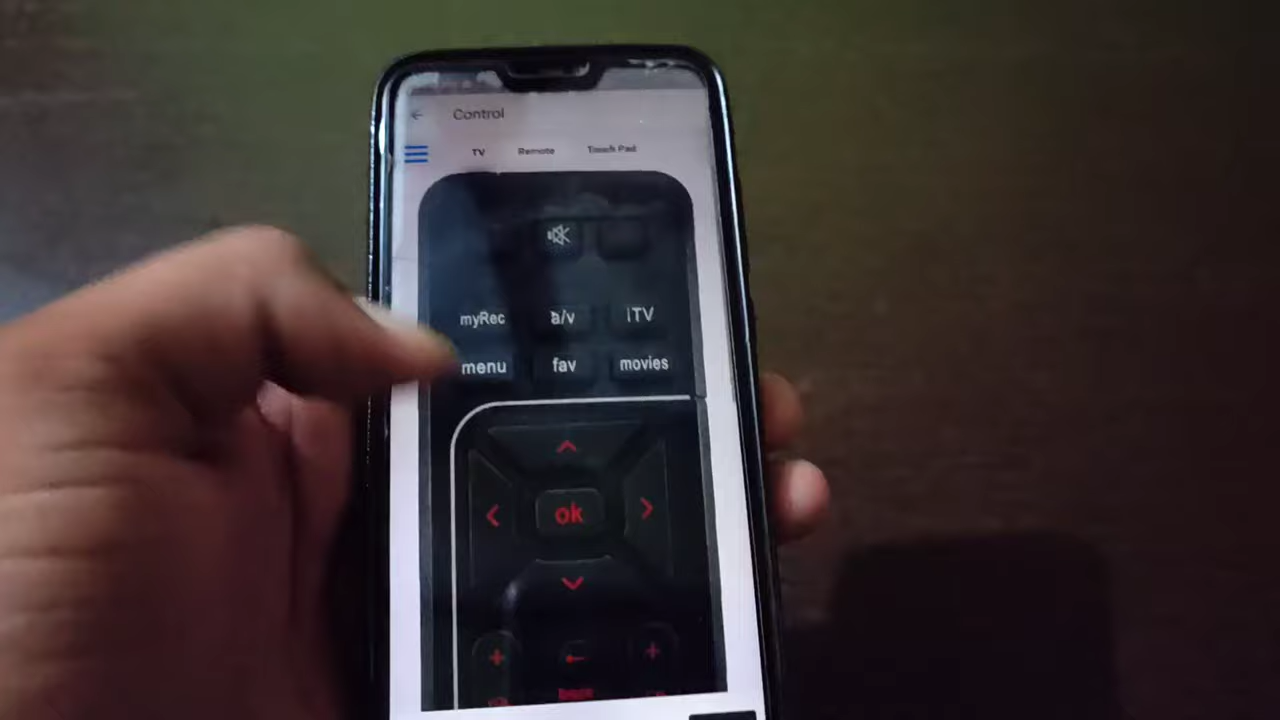 Control
TV Remote Touch Pad
myRec a/v iTV
menu fav movies
ok